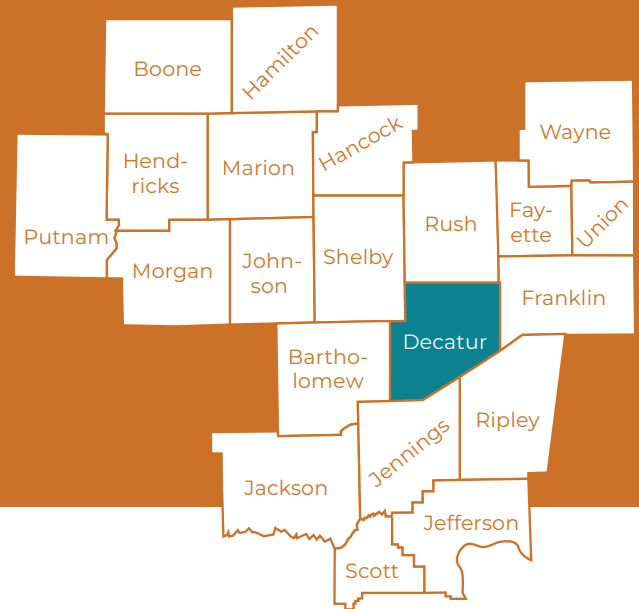 Hamilton
Boone
Hancock
Wayne
Hend-
ricks
Marion
Rush
Fay-
ette
Union
Putnam
Morgan
John-
son
Shelby
Franklin
Decatur
Bartho-
lomew
Ripley
Jennings
Jackson
Jefferson
Scott